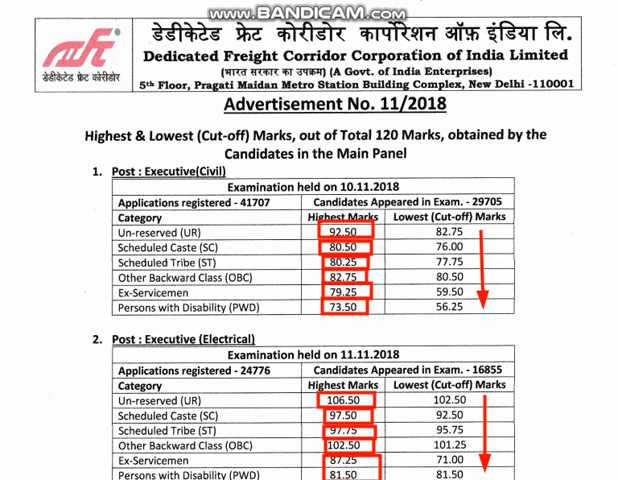 www.BANDICAM.com
डेडीकेटेड फ्रेट कोरीडोर कार्पोरेशन ऑफ़ इंडिया लि.
Dedicated Freight Corridor Corporation of India Limited
(भारत सरकार का उपक्रम) (A Govt. of India Enterprises)
5th Floor, Pragati Maidan Metro Station Building Complex, New Delhi -110001
डेडीकेटेड फ्रेट कोरीडोर
Advertisement No. 11/2018
Highest & Lowest (Cut-off) Marks, out of Total 120 Marks, obtained by the
Candidates in the Main Panel
1. Post : Executive(Civil)
Examination held on 10.11.2018
Applications registered - 41707 Candidates Appeared in Exam. - 29705
Category Highest Marks Lowest (Cut-off) Marks
Un-reserved (UR) 92.50 82.75
Scheduled Caste (SC) 80.50 76.00
Scheduled Tribe (ST) 80.25 77.75
Other Backward Class (OBC) 82.75 80.50
Ex-Servicemen 79.25 59.50
Persons with Disability (PWD) 73.50 56.25
2. Post : Executive (Electrical)
Examination held on 11.11.2018
Applications registered - 24776 Candidates Appeared in Exam. - 16855
Category Highest Marks Lowest (Cut-off) Marks
Un-reserved (UR) 106.50 102.50
Scheduled Caste (SC) 97.50 92.50
Scheduled Tribe (ST) 97.75 95.75
Other Backward Class (OBC) 102.50 101.25
Ex-Servicemen 87.25 71.00
Persons with Disability (PWD) 81.50 81.50